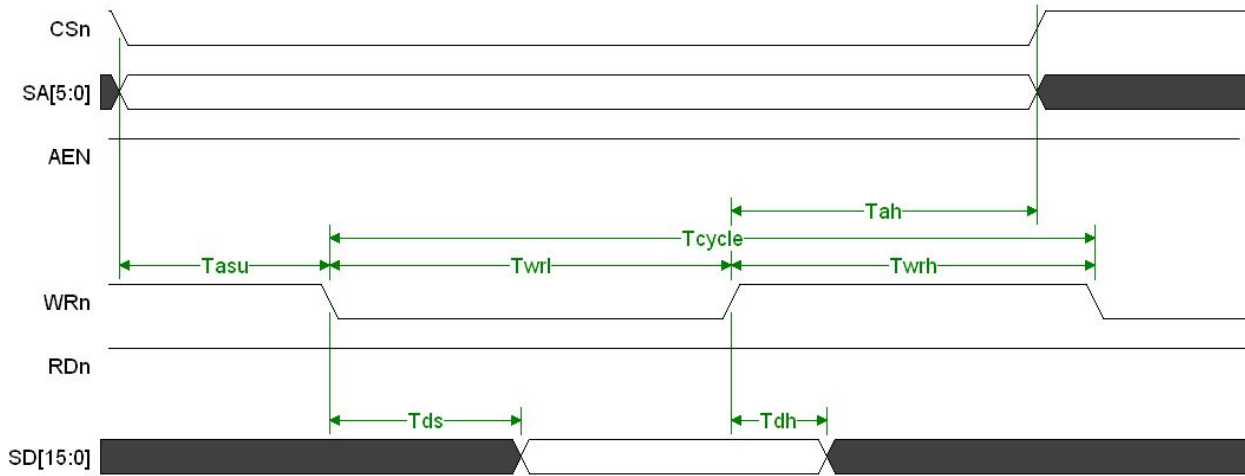 CSn
SA[5:0]
AEN
Tah
Tcycle
Tasu Twrl Twrh
WRn
RDn
Tds Tdh
SD[15:0]